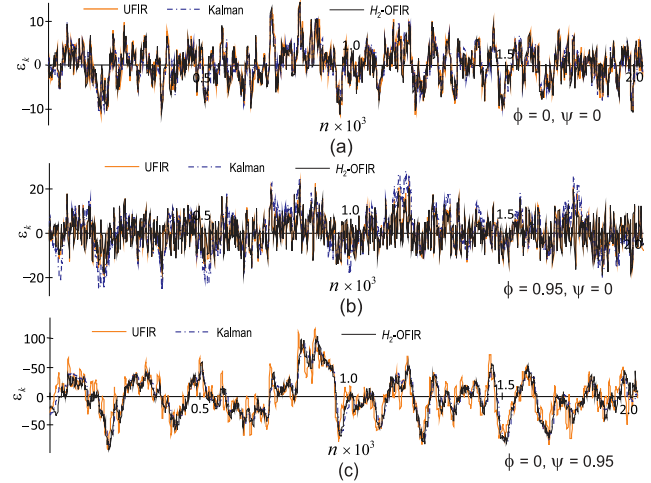 UFIR Kalman H₂-OFIR
10
0
−10
εₖ
0.5
1.0
1.5
2.0
n × 10³
ϕ = 0, ψ = 0
(a)
UFIR Kalman H₂-OFIR
20
0
−20
εₖ
0.5
1.0
1.5
2.0
n × 10³
ϕ = 0.95, ψ = 0
(b)
UFIR Kalman H₂-OFIR
100
−50
0
−50
εₖ
0.5
1.0
1.5
2.0
n × 10³
ϕ = 0, ψ = 0.95
(c)